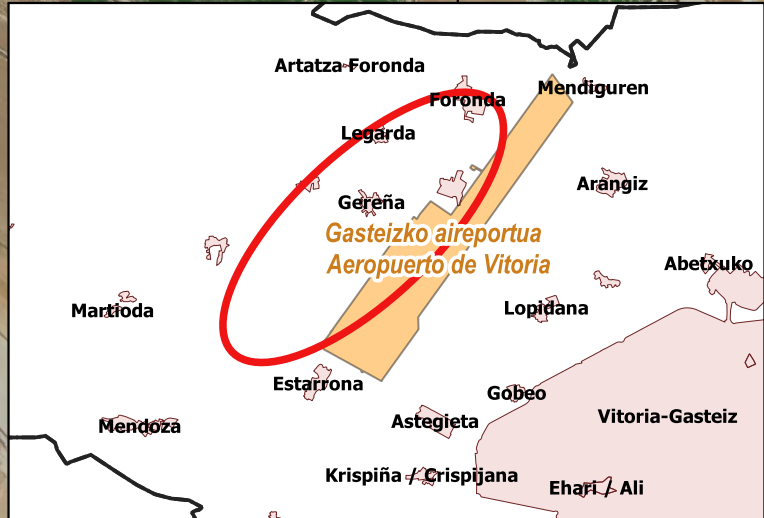 Artatza-Foronda
Mendiguren
Foronda
Legarda
Arangiz
Gereña
Gasteizko aireportua
Aeropuerto de Vitoria
Abetxuko
Martioda
Lopidana
Estarrona
Gobeo
Astegieta
Vitoria-Gasteiz
Mendoza
Krispiña / Crispijana
Ehari / Ali